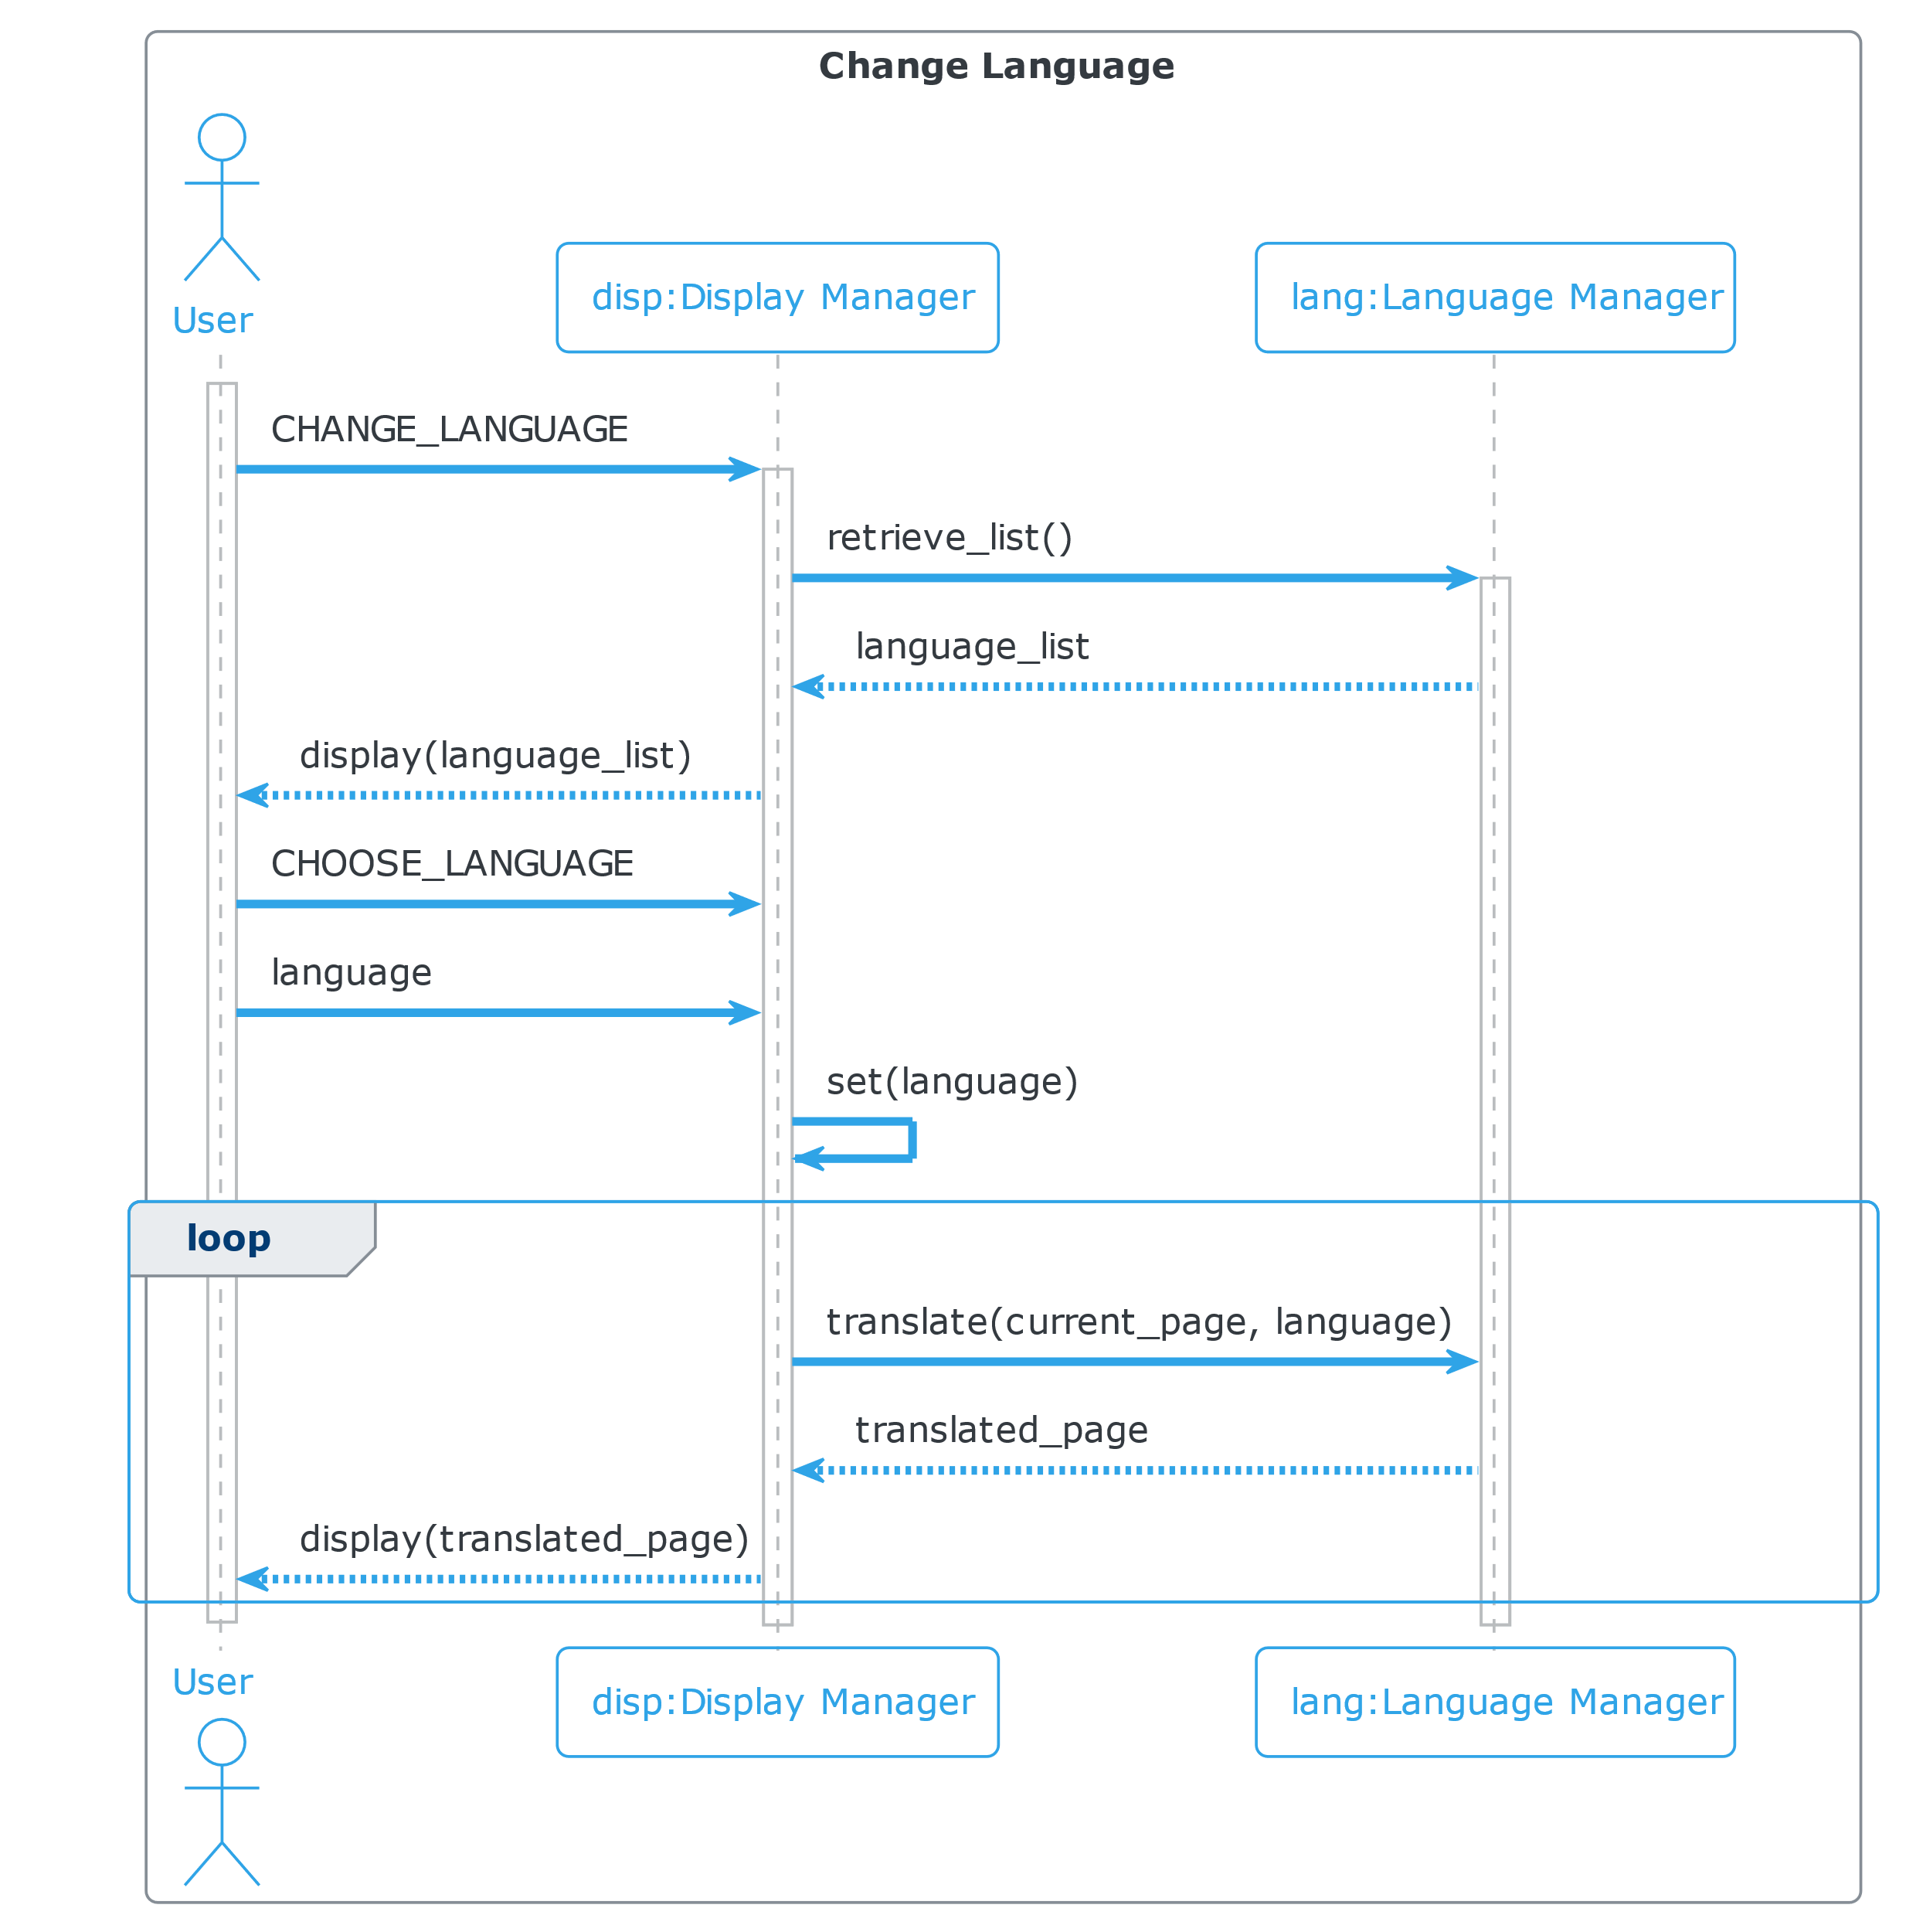 Change Language
User
disp:Display Manager
lang:Language Manager
CHANGE_LANGUAGE
retrieve_list()
language_list
display(language_list)
CHOOSE_LANGUAGE
language
set(language)
loop
translate(current_page, language)
translated_page
display(translated_page)
User
disp:Display Manager
lang:Language Manager